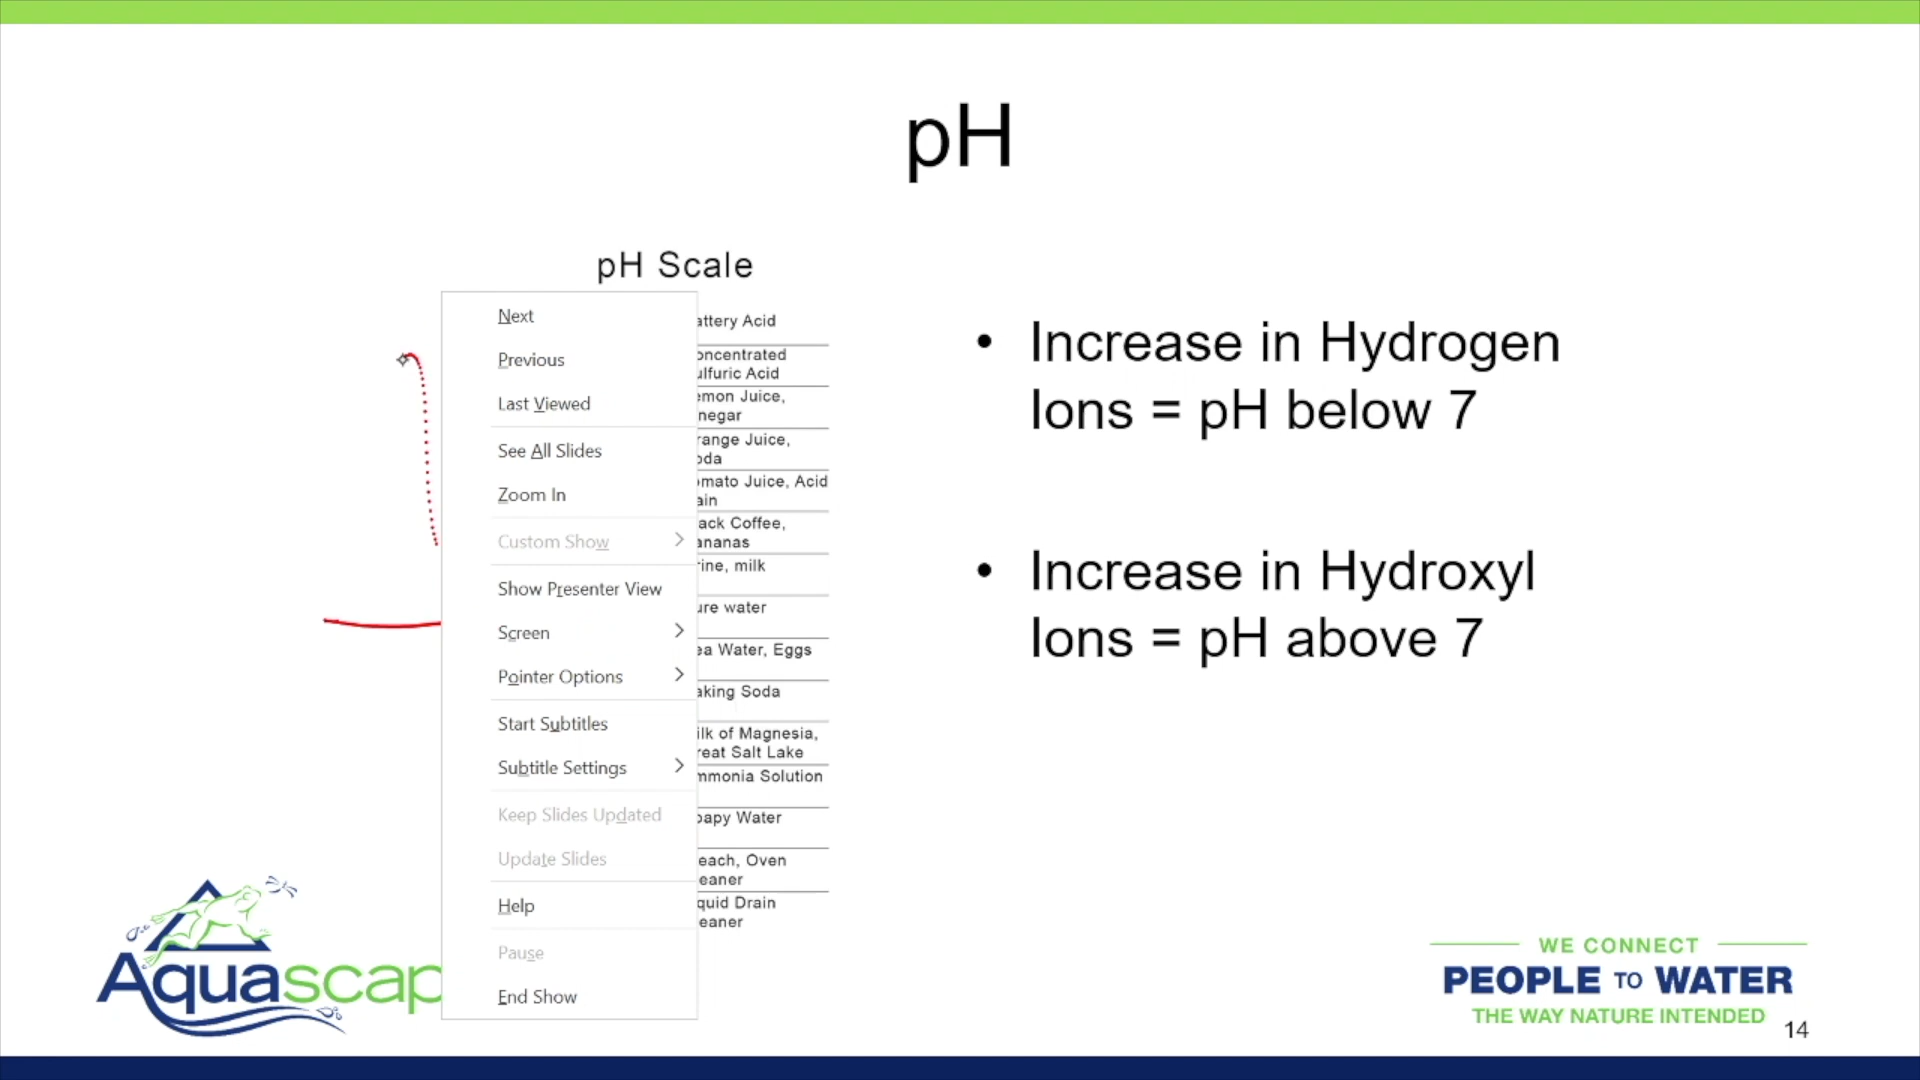 pH
pH Scale
Next
Previous
Last Viewed
See All Slides
Zoom In
Custom Show
Show Presenter View
Screen
Pointer Options
Start Subtitles
Subtitle Settings
Keep Slides Updated
Update Slides
Help
Pause
End Show
attery Acid
oncentrated
ulfuric Acid
emon Juice,
negar
range Juice,
oda
omato Juice, Acid
ain
ack Coffee,
ananas
rine, milk
ure water
ea Water, Eggs
aking Soda
ilk of Magnesia,
reat Salt Lake
mmonia Solution
oapy Water
each, Oven
eaner
quid Drain
eaner
• Increase in Hydrogen
Ions = pH below 7
• Increase in Hydroxyl
Ions = pH above 7
Aquascap
WE CONNECT
PEOPLE TO WATER
THE WAY NATURE INTENDED
14